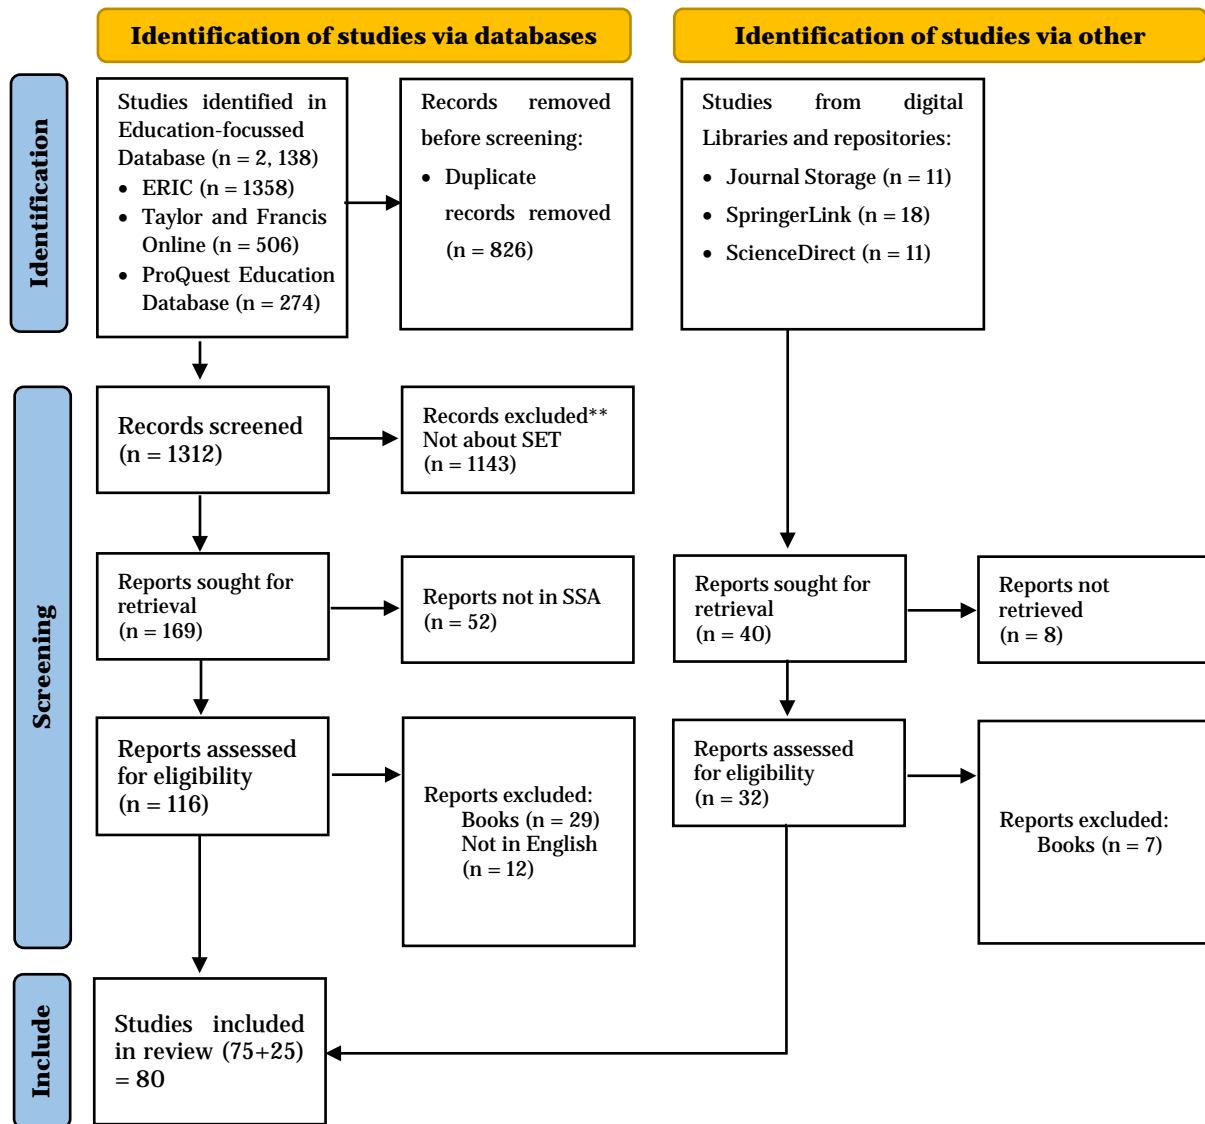 Identification of studies via databases
Identification of studies via other
Identification
Studies identified in
Education-focussed
Database (n = 2, 138)
• ERIC (n = 1358)
• Taylor and Francis
Online (n = 506)
• ProQuest Education
Database (n = 274)
Records removed
before screening:
• Duplicate
records removed
(n = 826)
Studies from digital
Libraries and repositories:
• Journal Storage (n = 11)
• SpringerLink (n = 18)
• ScienceDirect (n = 11)
Screening
Records screened
(n = 1312)
Records excluded**
Not about SET
(n = 1143)
Reports sought for
retrieval
(n = 169)
Reports not in SSA
(n = 52)
Reports sought for
retrieval
(n = 40)
Reports not
retrieved
(n = 8)
Reports assessed
for eligibility
(n = 116)
Reports excluded:
Books (n = 29)
Not in English
(n = 12)
Reports assessed
for eligibility
(n = 32)
Reports excluded:
Books (n = 7)
Include
Studies included
in review (75+25)
= 80